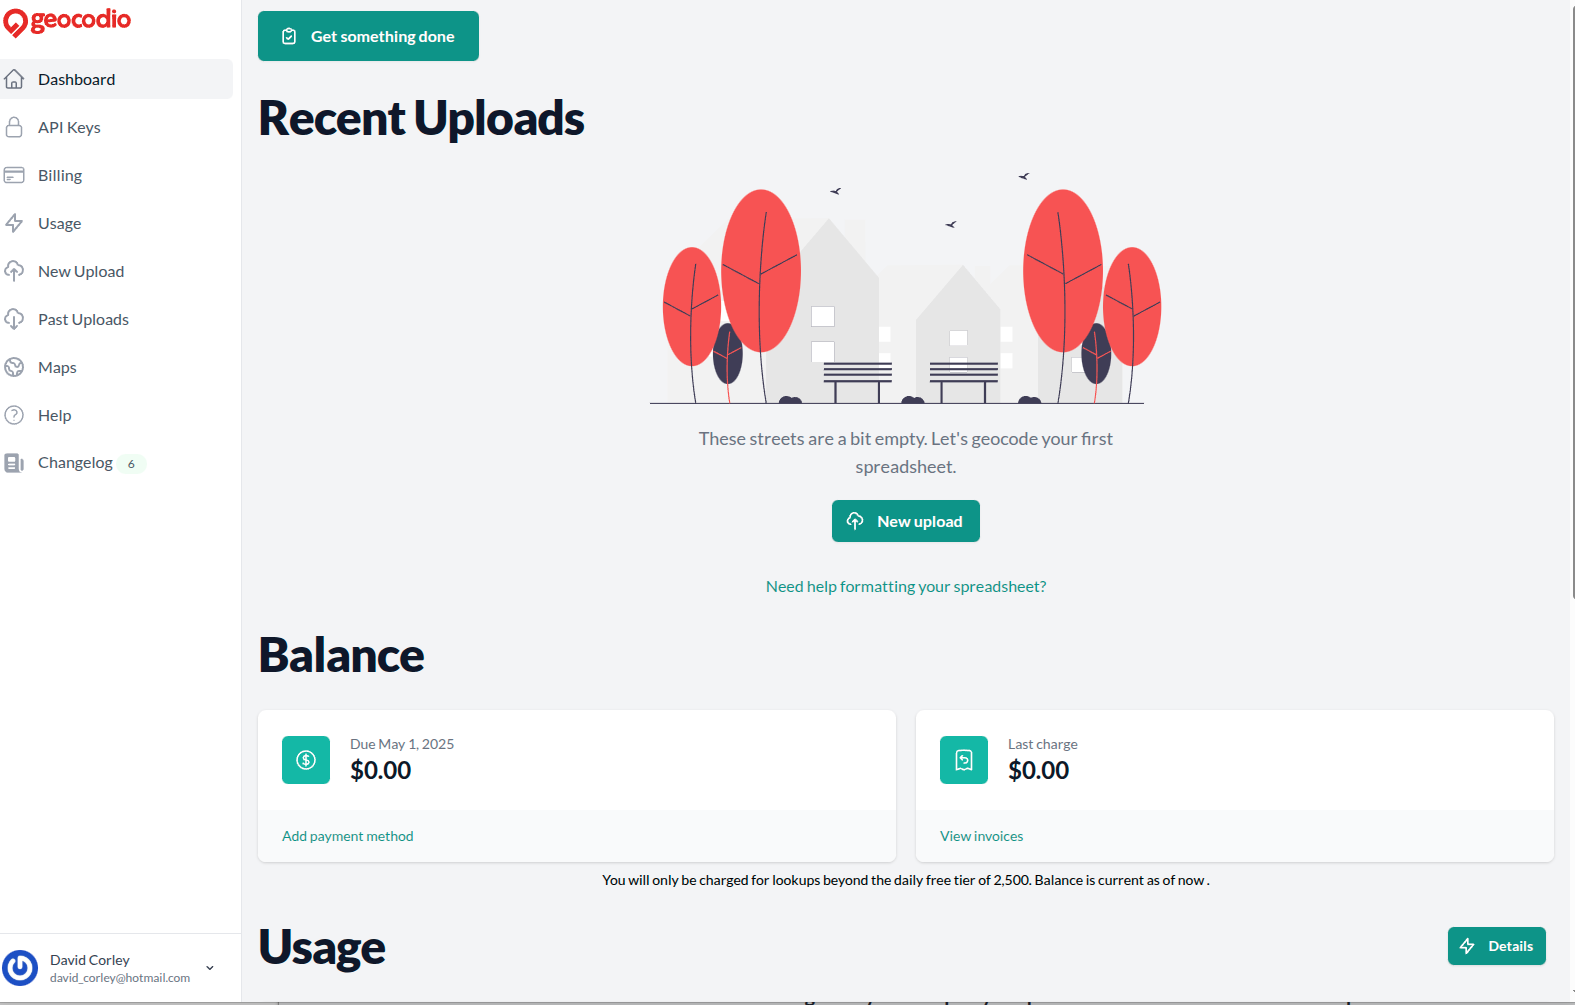 geocodio
Dashboard
API Keys
Billing
Usage
New Upload
Past Uploads
Maps
Help
Changelog 6
David Corley
david_corley@hotmail.com
Get something done
Recent Uploads
These streets are a bit empty. Let's geocode your first
spreadsheet.
New upload
Need help formatting your spreadsheet?
Balance
Due May 1, 2025
$0.00
Add payment method
Last charge
$0.00
View invoices
You will only be charged for lookups beyond the daily free tier of 2,500. Balance is current as of now .
Usage
Details